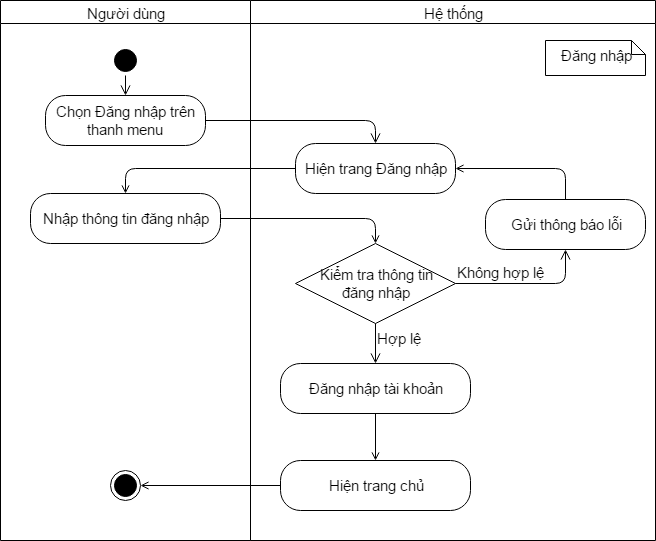 Người dùng
Hệ thống
Đăng nhập
Chọn Đăng nhập trên
thanh menu
Hiện trang Đăng nhập
Nhập thông tin đăng nhập
Gửi thông báo lỗi
Kiểm tra thông tin
đăng nhập
Không hợp lệ
Hợp lệ
Đăng nhập tài khoản
Hiện trang chủ